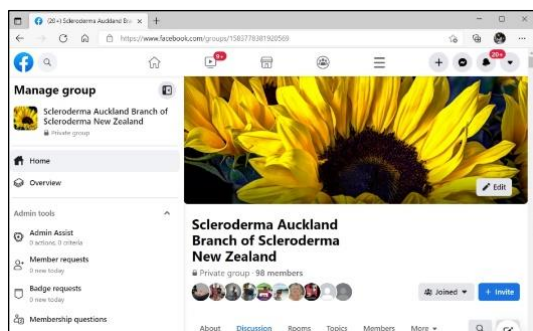 (20+) Scleroderma Auckland Bra
https://www.facebook.com/groups/1585778381920569
9+
20+
Manage group
Scleroderma Auckland Branch of
Scleroderma New Zealand
Private group
Home
Overview
Admin tools
Admin Assist
0 actions, 0 criteria
Member requests
0 new today
Badge requests
0 new today
Membership questions
Edit
Scleroderma Auckland
Branch of Scleroderma
New Zealand
Private group · 98 members
Joined
+ Invite
About Discussion Rooms Topics Members More